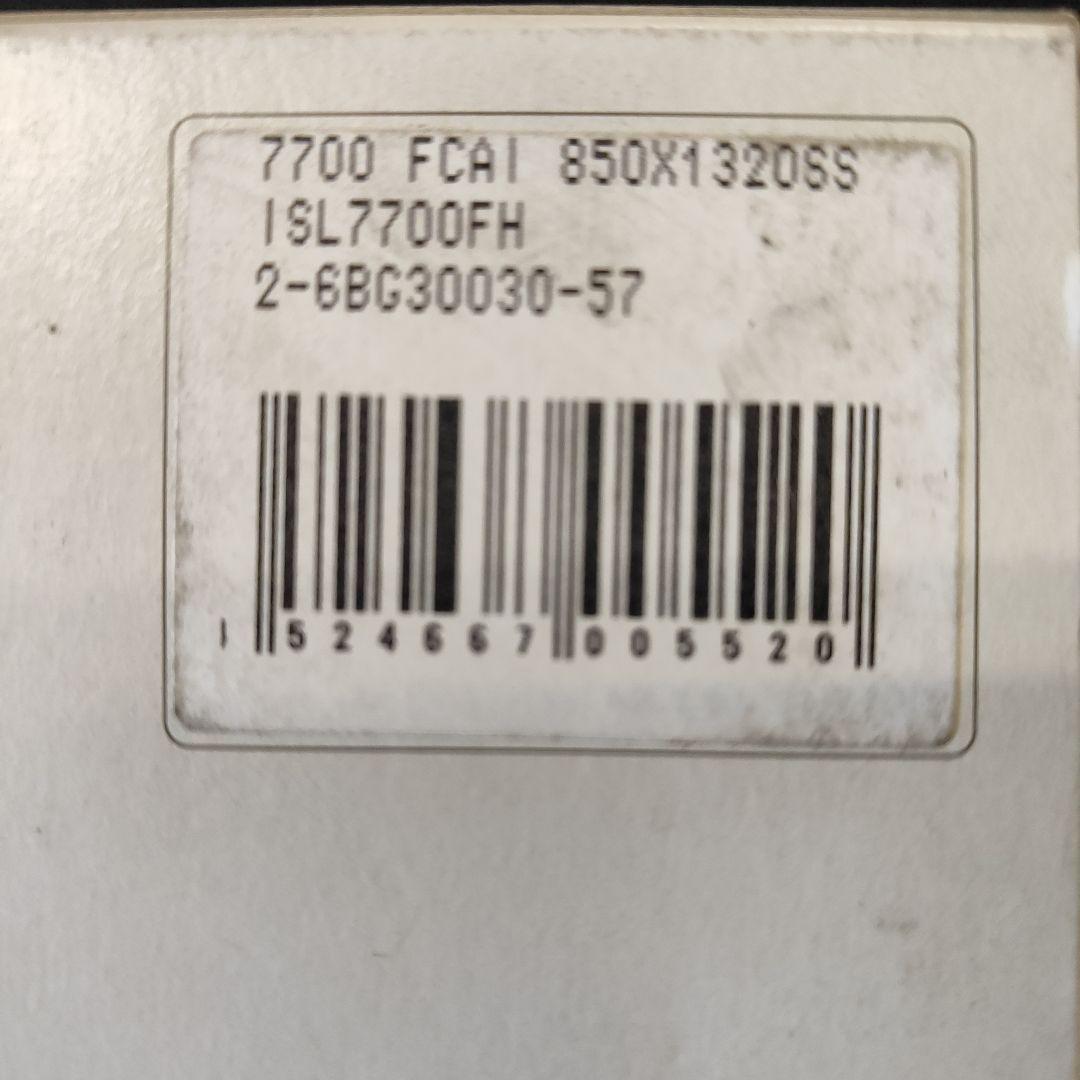 7700 FCAI 850X1320SS
ISL7700FH
2-6BG30030-57
1 524667 005520